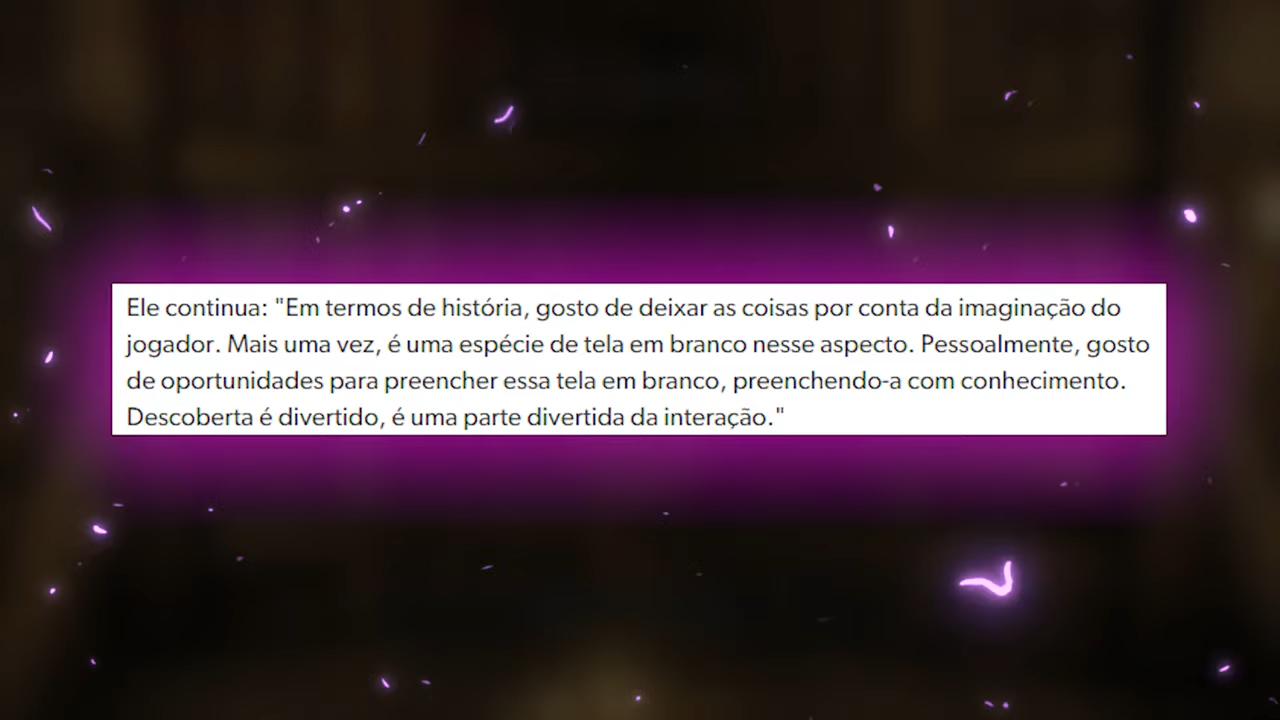 Ele continua: "Em termos de história, gosto de deixar as coisas por conta da imaginação do
jogador. Mais uma vez, é uma espécie de tela em branco nesse aspecto. Pessoalmente, gosto
de oportunidades para preencher essa tela em branco, preenchendo-a com conhecimento.
Descoberta é divertido, é uma parte divertida da interação."